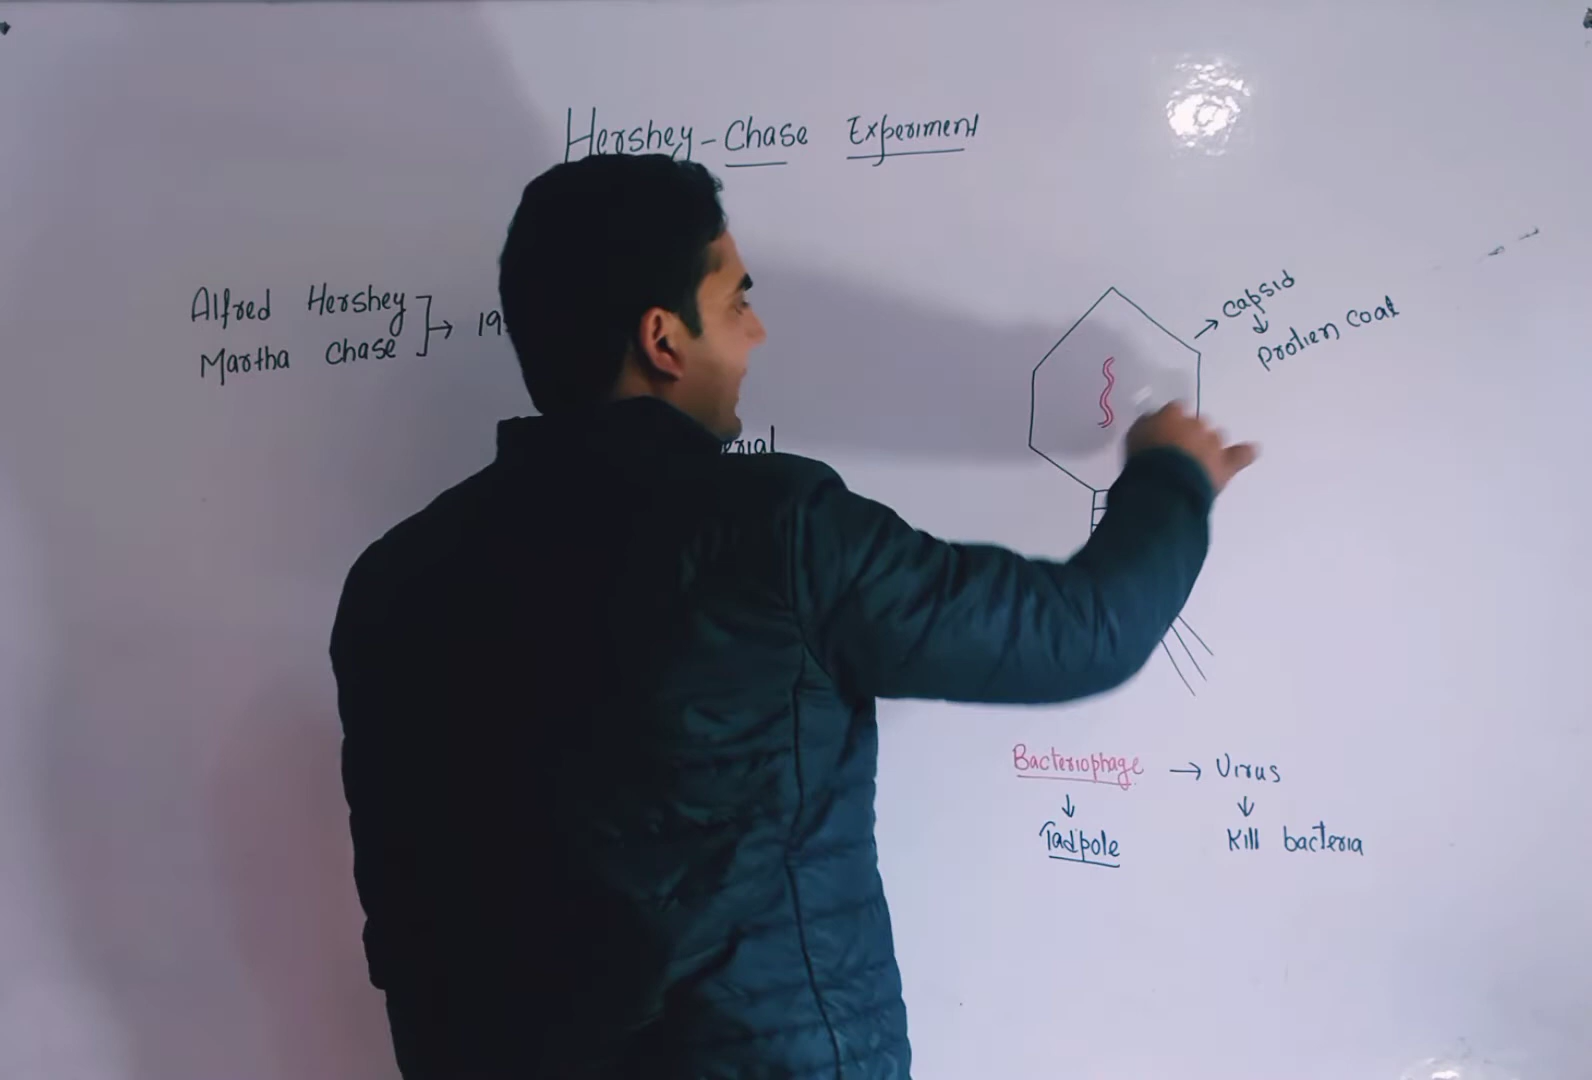 Hershey - Chase Experiment
Alfred Hershey
Martha Chase → 19
→ capsid
↓
Protien coat
Bacteriophage → Virus
↓ ↓
Tadpole Kill bacteria